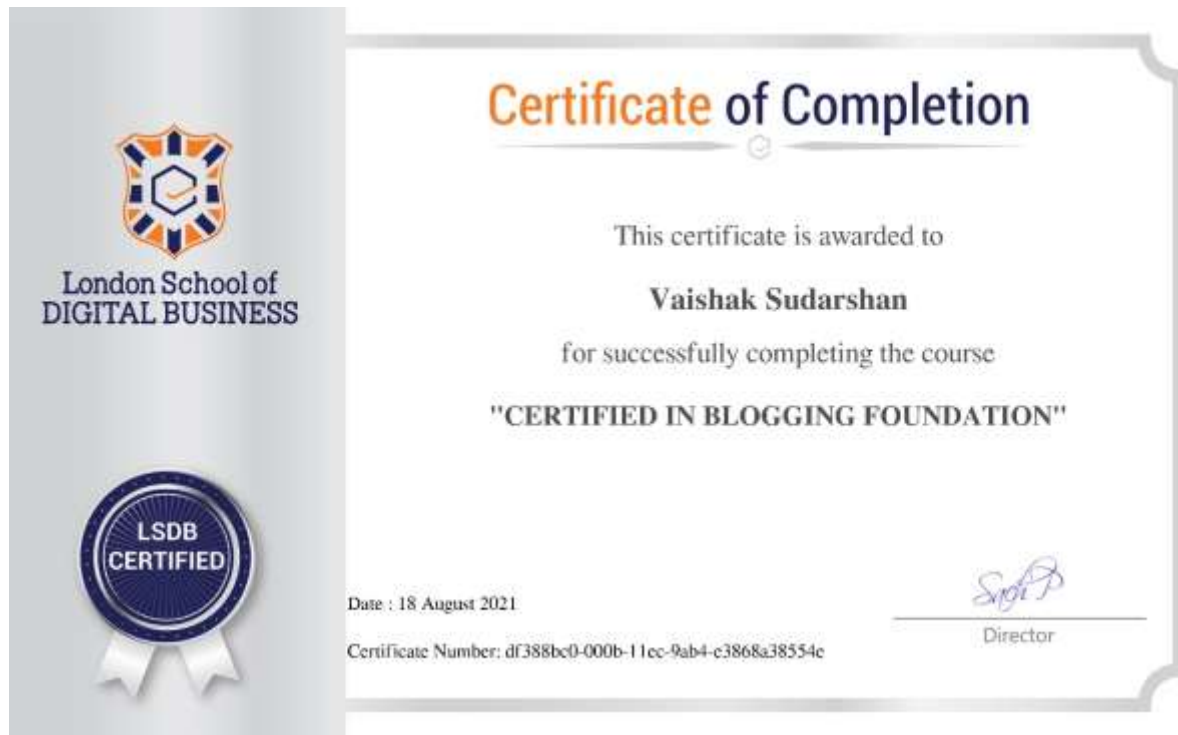 Certificate of Completion
London School of
DIGITAL BUSINESS
This certificate is awarded to
Vaishak Sudarshan
for successfully completing the course
"CERTIFIED IN BLOGGING FOUNDATION"
LSDB
CERTIFIED
Date : 18 August 2021
Certificate Number: df388bc0-000b-11ec-9ab4-e3868a38554e
Director